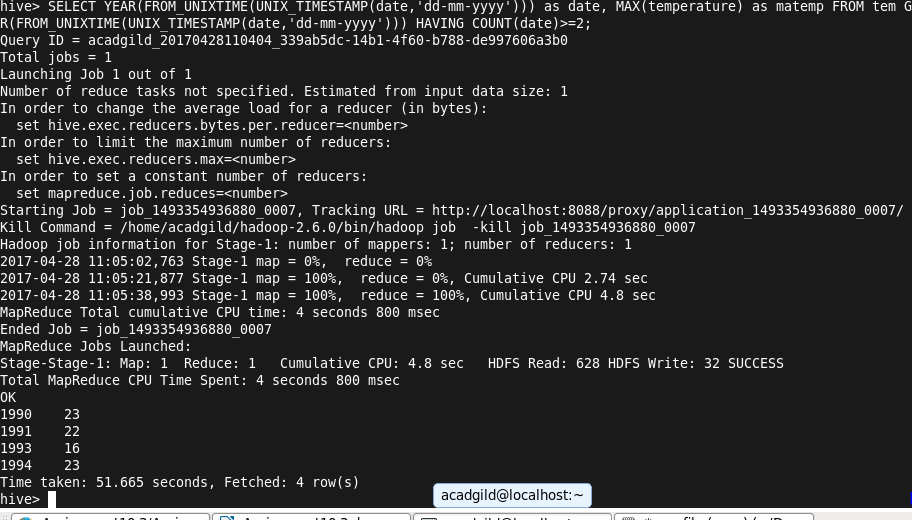 hive> SELECT YEAR(FROM_UNIXTIME(UNIX_TIMESTAMP(date,'dd-mm-yyyy'))) as date, MAX(temperature) as matemp FROM tem G
R(FROM_UNIXTIME(UNIX_TIMESTAMP(date,'dd-mm-yyyy'))) HAVING COUNT(date)>=2;
Query ID = acadgild_20170428110404_339ab5dc-14b1-4f60-b788-de997606a3b0
Total jobs = 1
Launching Job 1 out of 1
Number of reduce tasks not specified. Estimated from input data size: 1
In order to change the average load for a reducer (in bytes):
  set hive.exec.reducers.bytes.per.reducer=<number>
In order to limit the maximum number of reducers:
  set hive.exec.reducers.max=<number>
In order to set a constant number of reducers:
  set mapreduce.job.reduces=<number>
Starting Job = job_1493354936880_0007, Tracking URL = http://localhost:8088/proxy/application_1493354936880_0007/
Kill Command = /home/acadgild/hadoop-2.6.0/bin/hadoop job  -kill job_1493354936880_0007
Hadoop job information for Stage-1: number of mappers: 1; number of reducers: 1
2017-04-28 11:05:02,763 Stage-1 map = 0%,  reduce = 0%
2017-04-28 11:05:21,877 Stage-1 map = 100%,  reduce = 0%, Cumulative CPU 2.74 sec
2017-04-28 11:05:38,993 Stage-1 map = 100%,  reduce = 100%, Cumulative CPU 4.8 sec
MapReduce Total cumulative CPU time: 4 seconds 800 msec
Ended Job = job_1493354936880_0007
MapReduce Jobs Launched:
Stage-Stage-1: Map: 1  Reduce: 1   Cumulative CPU: 4.8 sec   HDFS Read: 628 HDFS Write: 32 SUCCESS
Total MapReduce CPU Time Spent: 4 seconds 800 msec
OK
1990    23
1991    22
1993    16
1994    23
Time taken: 51.665 seconds, Fetched: 4 row(s)
hive>
acadgild@localhost:~